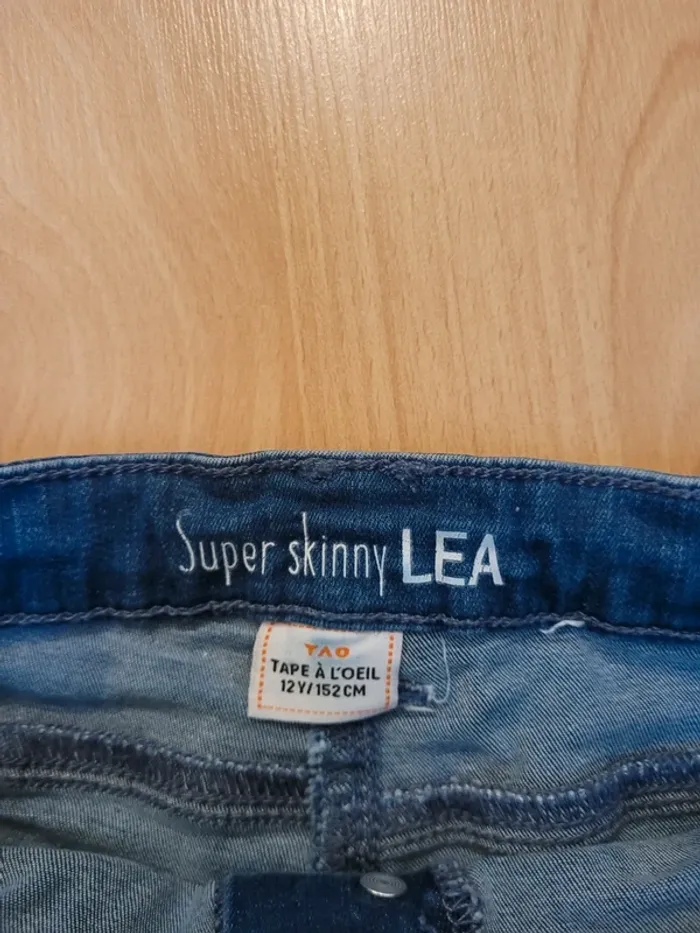 Super skinny LEA
TAO
TAPE À L'OEIL
12Y/152CM